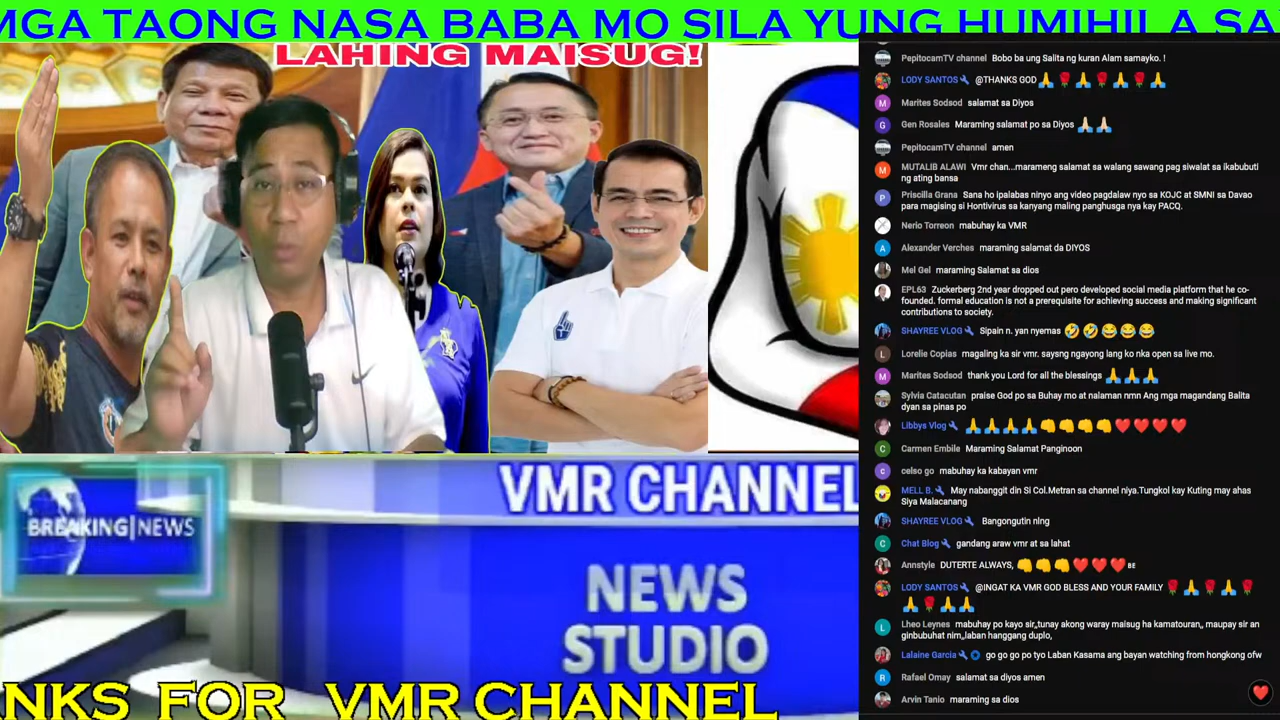 MGA TAONG NASA BABA MO SILA YUNG HUMIHILA SA
LAHING MAISUG!
VMR CHANNEL
BREAKING|NEWS
NEWS
STUDIO
NKS FOR VMR CHANNEL
PepitocamTV channel Bobo ba ung Salita ng kuran Alam samayko. !
LODY SANTOS @THANKS GOD🙏🌹🙏🌹🙏🌹🙏
Marites Sodsod salamat sa Diyos
Gen Rosales Maraming salamat po sa Diyos 🙏🏻🙏🏻
PepitocamTV channel amen
MUTALIB ALAWI Vmr chan...marameng salamat sa walang sawang pag siwalat sa ikabubuti
ng ating bansa
Priscilla Grana Sana ho ipalabas ninyo ang video pagdalaw nyo sa KOJC at SMNI sa Davao
para magising si Hontivirus sa kanyang maling panghusga nya kay PACQ.
Nerio Torreon mabuhay ka VMR
Alexander Verches maraming salamat da DIYOS
Mel Gel maraming Salamat sa dios
EPL63 Zuckerberg 2nd year dropped out pero developed social media platform that he co-
founded. formal education is not a prerequisite for achieving success and making significant
contributions to society.
SHAYREE VLOG Sipain n. yan nyemas 🤣🤣😂😂😂
Lorelie Copias magaling ka sir vmr. saysng ngayong lang ko nka open sa live mo.
Marites Sodsod thank you Lord for all the blessings 🙏🙏🙏
Sylvia Catacutan praise God po sa Buhay mo at nalaman nmn Ang mga magandang Balita
dyan sa pinas po
Libbys Vlog 🙏🙏🙏🙏👊👊👊👊❤️❤️❤️❤️
Carmen Embile Maraming Salamat Panginoon
celso go mabuhay ka kabayan vmr
MELL B. May nabanggit din Si Col.Metran sa channel niya.Tungkol kay Kuting may ahas
Siya Malacanang
SHAYREE VLOG Bangongutin nlng
Chat Blog gandang araw vmr at sa lahat
Annstyle DUTERTE ALWAYS, 👊👊👊❤️❤️❤️ BE
LODY SANTOS @INGAT KA VMR GOD BLESS AND YOUR FAMILY 🌹🙏🌹🙏🌹
🙏🌹🙏🙏
Lheo Leynes mabuhay po kayo sir,,tunay akong waray maisug ha kamatouran,, maupay sir an
ginbubuhat nim,,laban hanggang duplo,
Lalaine Garcia go go go po tyo Laban Kasama ang bayan watching from hongkong ofw
Rafael Omay salamat sa diyos amen
Arvin Tanio maraming sa dios